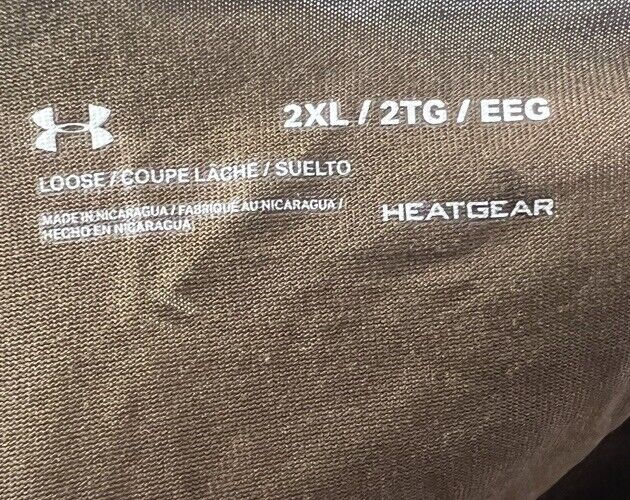 2XL / 2TG / EEG
LOOSE / COUPE LÂCHE / SUELTO
MADE IN NICARAGUA / FABRIQUÉ AU NICARAGUA /
HECHO EN NICARAGUA
HEATGEAR